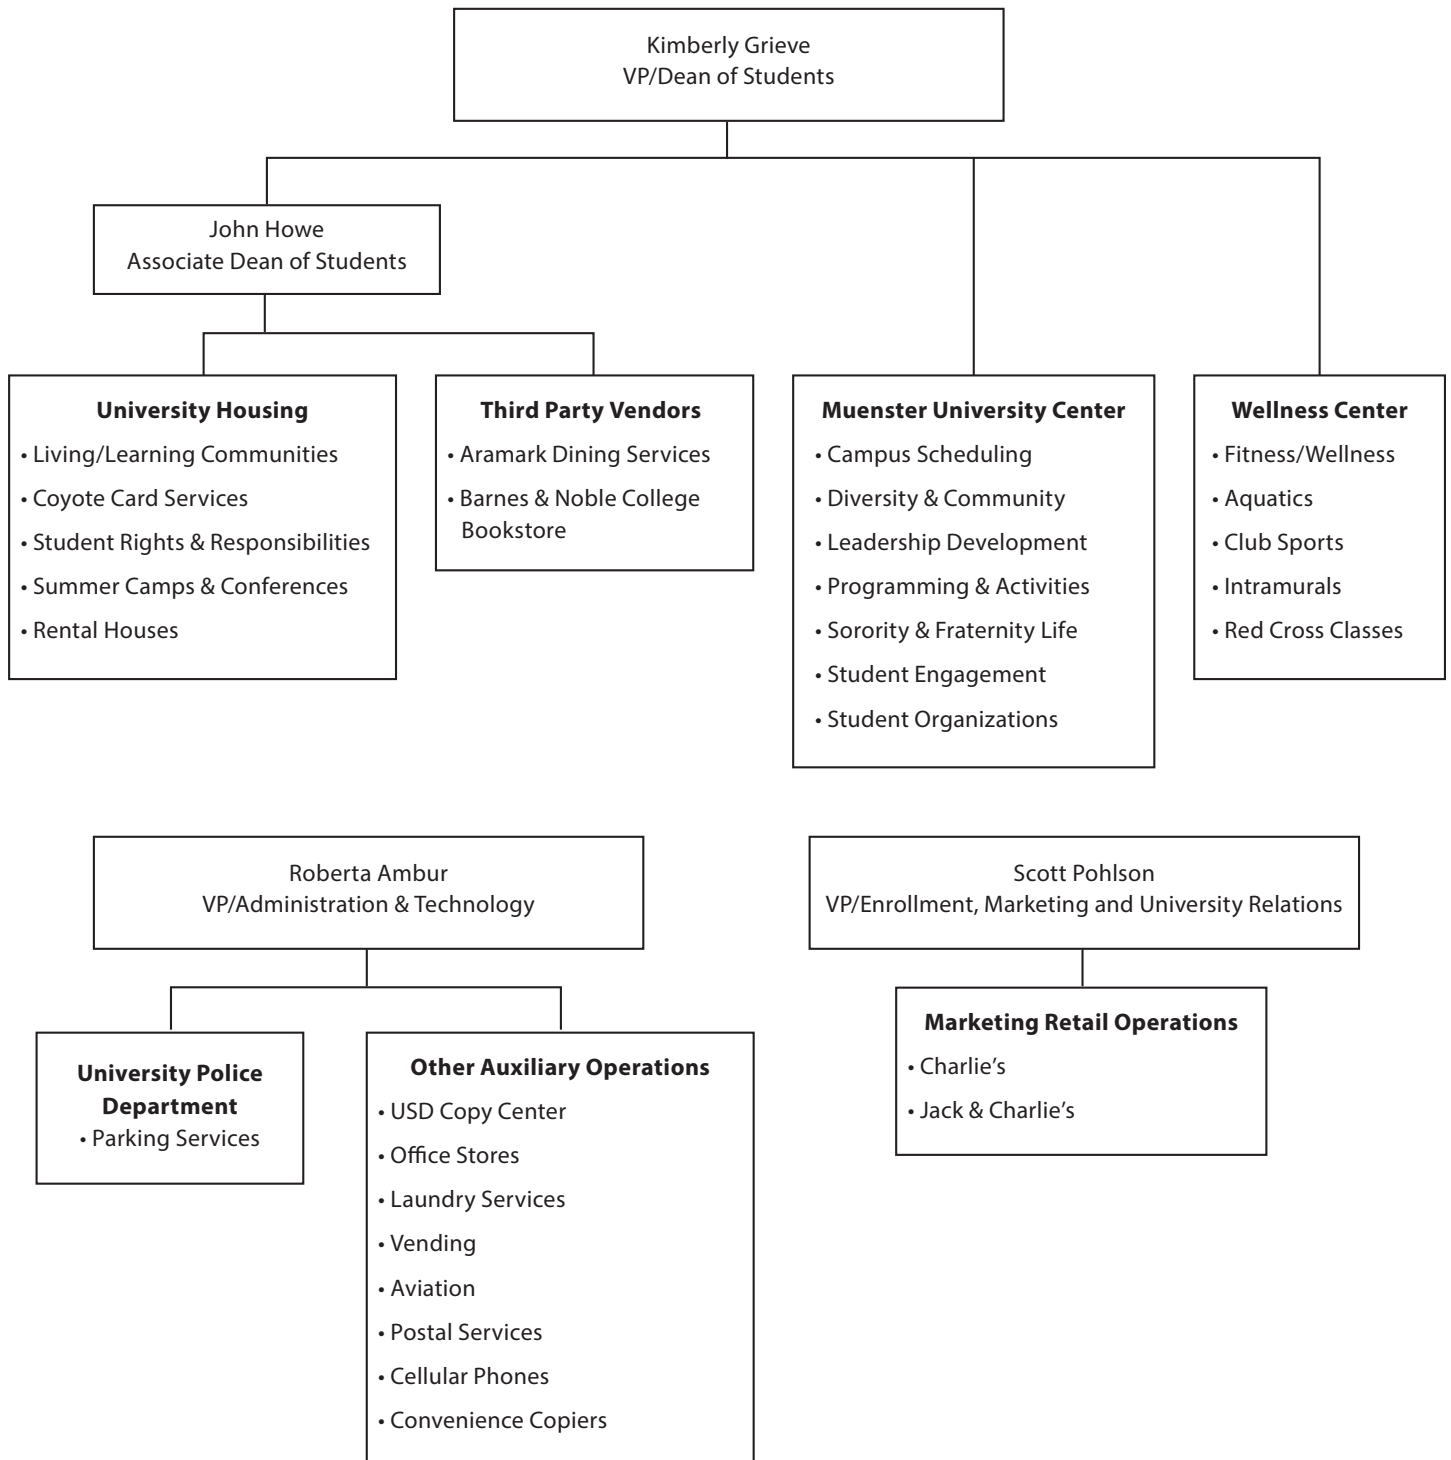 Kimberly Grieve
VP/Dean of Students
John Howe
Associate Dean of Students
University Housing
• Living/Learning Communities
• Coyote Card Services
• Student Rights & Responsibilities
• Summer Camps & Conferences
• Rental Houses
Third Party Vendors
• Aramark Dining Services
• Barnes & Noble College
Bookstore
Muenster University Center
• Campus Scheduling
• Diversity & Community
• Leadership Development
• Programming & Activities
• Sorority & Fraternity Life
• Student Engagement
• Student Organizations
Wellness Center
• Fitness/Wellness
• Aquatics
• Club Sports
• Intramurals
• Red Cross Classes
Roberta Ambur
VP/Administration & Technology
University Police
Department
• Parking Services
Other Auxiliary Operations
• USD Copy Center
• Office Stores
• Laundry Services
• Vending
• Aviation
• Postal Services
• Cellular Phones
• Convenience Copiers
Scott Pohlson
VP/Enrollment, Marketing and University Relations
Marketing Retail Operations
• Charlie’s
• Jack & Charlie’s